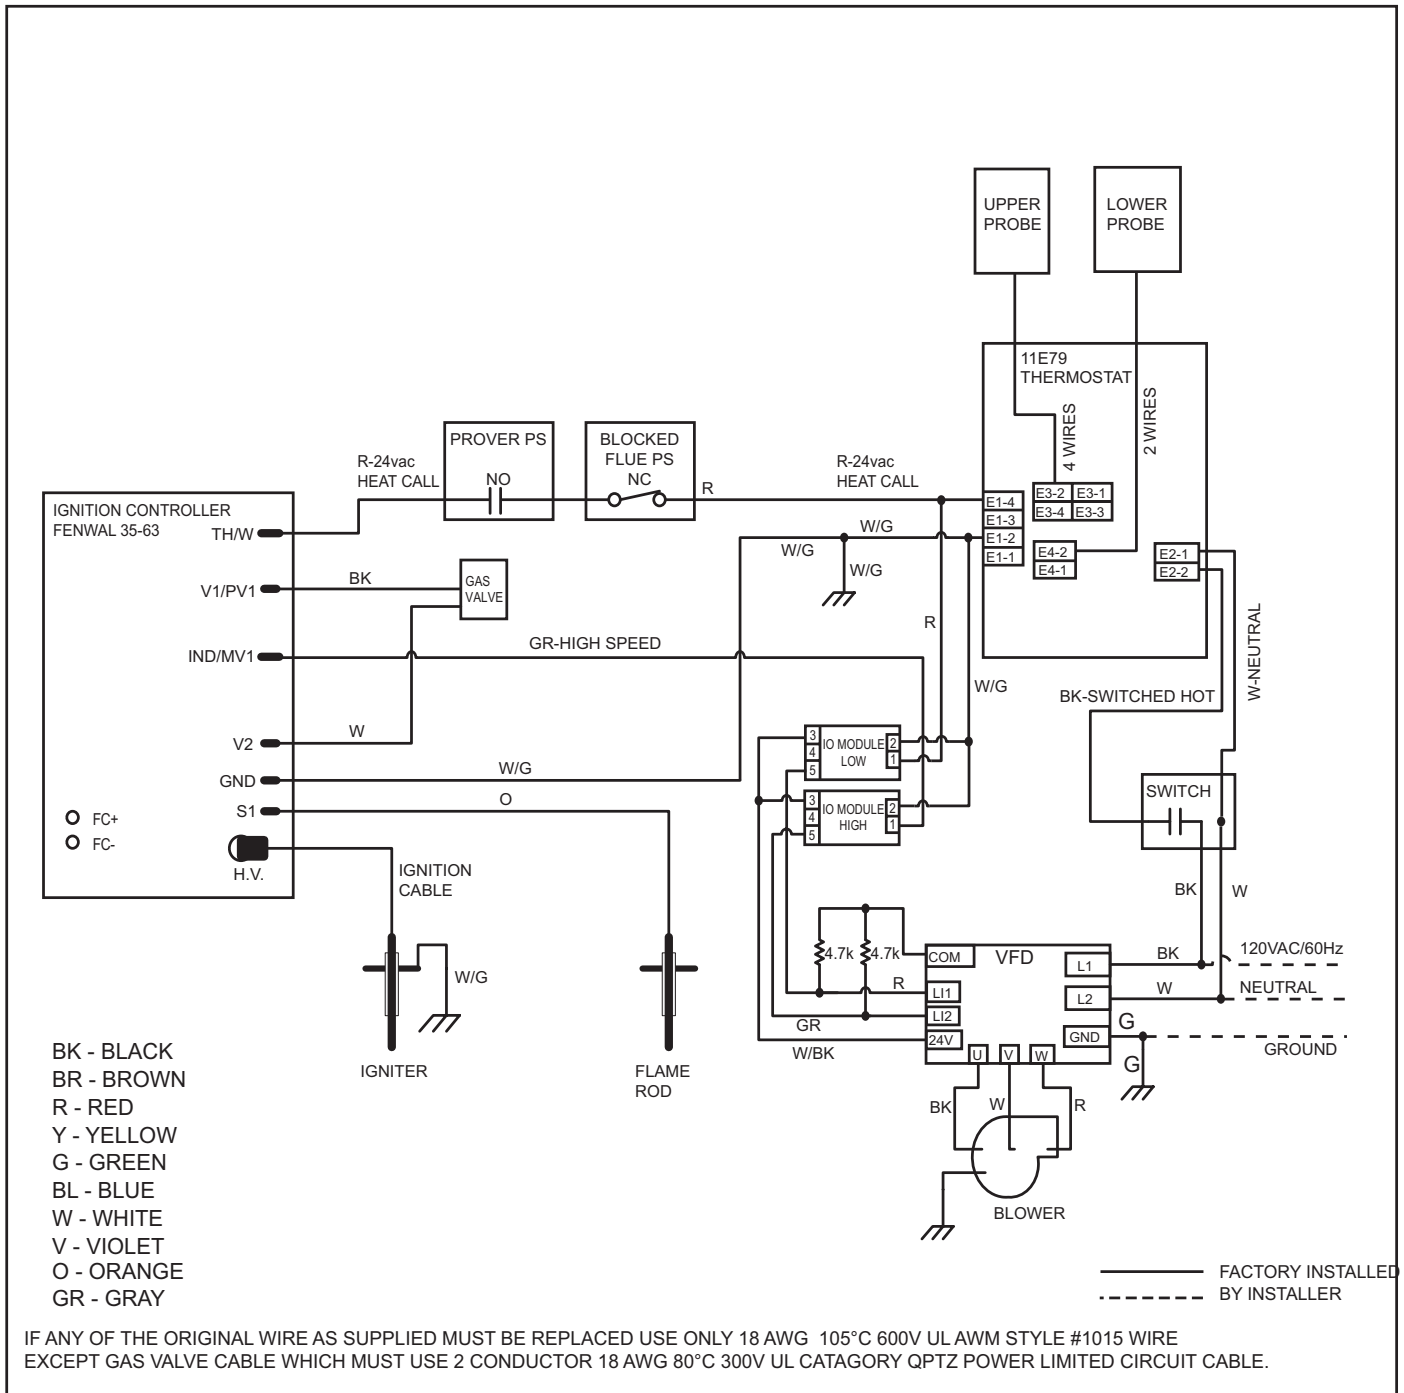 UPPER
PROBE
LOWER
PROBE
11E79
THERMOSTAT
4 WIRES
2 WIRES
E3-2
E3-1
E3-4
E3-3
E4-2
E4-1
E1-4
E1-3
E1-2
E1-1
E2-1
E2-2
PROVER PS
NO
BLOCKED
FLUE PS
NC
R
R-24vac
HEAT CALL
R-24vac
HEAT CALL
IGNITION CONTROLLER
FENWAL 35-63
TH/W
V1/PV1
IND/MV1
V2
GND
S1
FC+
FC-
H.V.
BK
GAS
VALVE
W/G
W/G
W/G
R
GR-HIGH SPEED
W/G
W
W/G
O
BK-SWITCHED HOT
W-NEUTRAL
3
4
5
IO MODULE
LOW
2
1
3
4
5
IO MODULE
HIGH
2
1
SWITCH
BK
W
IGNITION
CABLE
W/G
IGNITER
FLAME
ROD
4.7k
4.7k
R
GR
W/BK
COM
LI1
LI2
24V
VFD
L1
L2
GND
U
V
W
BK
W
G
G
120VAC/60Hz
NEUTRAL
GROUND
BK
W
R
BLOWER
BK - BLACK
BR - BROWN
R - RED
Y - YELLOW
G - GREEN
BL - BLUE
W - WHITE
V - VIOLET
O - ORANGE
GR - GRAY
FACTORY INSTALLED
BY INSTALLER
IF ANY OF THE ORIGINAL WIRE AS SUPPLIED MUST BE REPLACED USE ONLY 18 AWG 105°C 600V UL AWM STYLE #1015 WIRE
EXCEPT GAS VALVE CABLE WHICH MUST USE 2 CONDUCTOR 18 AWG 80°C 300V UL CATAGORY QPTZ POWER LIMITED CIRCUIT CABLE.